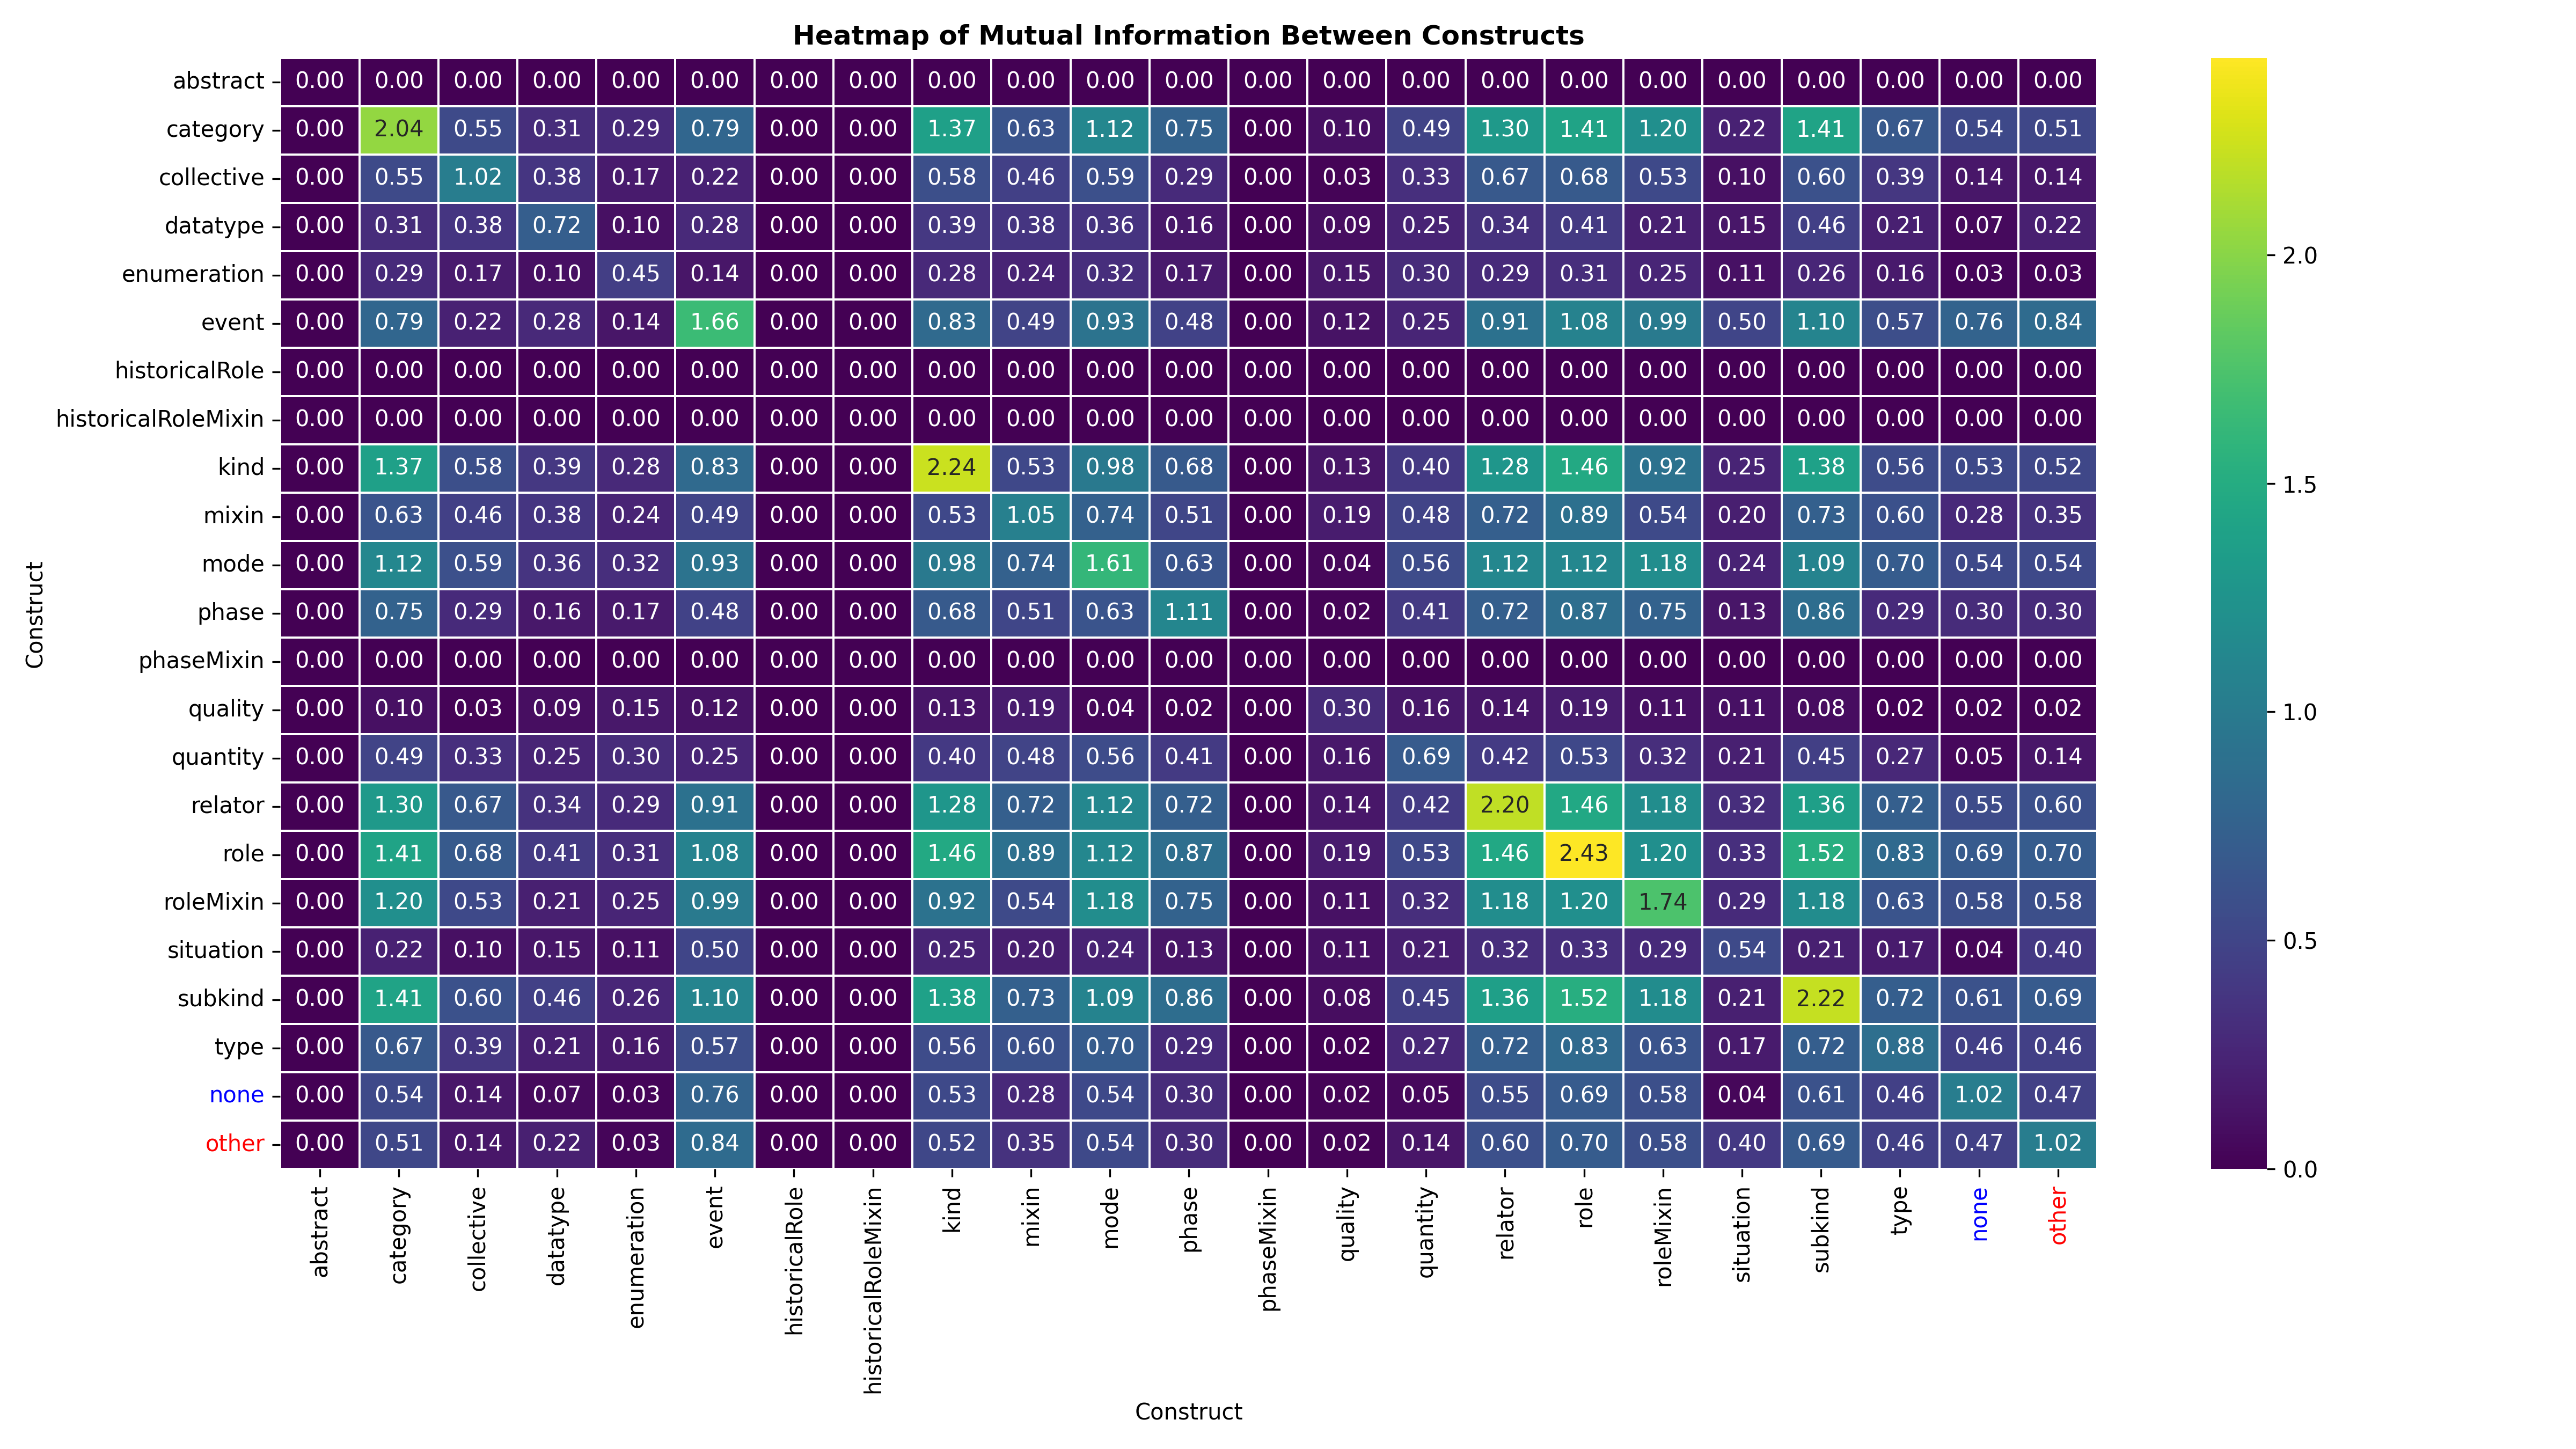 Heatmap of Mutual Information Between Constructs
abstract 0.00 0.00 0.00 0.00 0.00 0.00 0.00 0.00 0.00 0.00 0.00 0.00 0.00 0.00 0.00 0.00 0.00 0.00 0.00 0.00 0.00 0.00 0.00
category 0.00 2.04 0.55 0.31 0.29 0.79 0.00 0.00 1.37 0.63 1.12 0.75 0.00 0.10 0.49 1.30 1.41 1.20 0.22 1.41 0.67 0.54 0.51
collective 0.00 0.55 1.02 0.38 0.17 0.22 0.00 0.00 0.58 0.46 0.59 0.29 0.00 0.03 0.33 0.67 0.68 0.53 0.10 0.60 0.39 0.14 0.14
datatype 0.00 0.31 0.38 0.72 0.10 0.28 0.00 0.00 0.39 0.38 0.36 0.16 0.00 0.09 0.25 0.34 0.41 0.21 0.15 0.46 0.21 0.07 0.22
enumeration 0.00 0.29 0.17 0.10 0.45 0.14 0.00 0.00 0.28 0.24 0.32 0.17 0.00 0.15 0.30 0.29 0.31 0.25 0.11 0.26 0.16 0.03 0.03
event 0.00 0.79 0.22 0.28 0.14 1.66 0.00 0.00 0.83 0.49 0.93 0.48 0.00 0.12 0.25 0.91 1.08 0.99 0.50 1.10 0.57 0.76 0.84
historicalRole 0.00 0.00 0.00 0.00 0.00 0.00 0.00 0.00 0.00 0.00 0.00 0.00 0.00 0.00 0.00 0.00 0.00 0.00 0.00 0.00 0.00 0.00 0.00
historicalRoleMixin 0.00 0.00 0.00 0.00 0.00 0.00 0.00 0.00 0.00 0.00 0.00 0.00 0.00 0.00 0.00 0.00 0.00 0.00 0.00 0.00 0.00 0.00 0.00
kind 0.00 1.37 0.58 0.39 0.28 0.83 0.00 0.00 2.24 0.53 0.98 0.68 0.00 0.13 0.40 1.28 1.46 0.92 0.25 1.38 0.56 0.53 0.52
mixin 0.00 0.63 0.46 0.38 0.24 0.49 0.00 0.00 0.53 1.05 0.74 0.51 0.00 0.19 0.48 0.72 0.89 0.54 0.20 0.73 0.60 0.28 0.35
mode 0.00 1.12 0.59 0.36 0.32 0.93 0.00 0.00 0.98 0.74 1.61 0.63 0.00 0.04 0.56 1.12 1.12 1.18 0.24 1.09 0.70 0.54 0.54
phase 0.00 0.75 0.29 0.16 0.17 0.48 0.00 0.00 0.68 0.51 0.63 1.11 0.00 0.02 0.41 0.72 0.87 0.75 0.13 0.86 0.29 0.30 0.30
phaseMixin 0.00 0.00 0.00 0.00 0.00 0.00 0.00 0.00 0.00 0.00 0.00 0.00 0.00 0.00 0.00 0.00 0.00 0.00 0.00 0.00 0.00 0.00 0.00
quality 0.00 0.10 0.03 0.09 0.15 0.12 0.00 0.00 0.13 0.19 0.04 0.02 0.00 0.30 0.16 0.14 0.19 0.11 0.11 0.08 0.02 0.02 0.02
quantity 0.00 0.49 0.33 0.25 0.30 0.25 0.00 0.00 0.40 0.48 0.56 0.41 0.00 0.16 0.69 0.42 0.53 0.32 0.21 0.45 0.27 0.05 0.14
relator 0.00 1.30 0.67 0.34 0.29 0.91 0.00 0.00 1.28 0.72 1.12 0.72 0.00 0.14 0.42 2.20 1.46 1.18 0.32 1.36 0.72 0.55 0.60
role 0.00 1.41 0.68 0.41 0.31 1.08 0.00 0.00 1.46 0.89 1.12 0.87 0.00 0.19 0.53 1.46 2.43 1.20 0.33 1.52 0.83 0.69 0.70
roleMixin 0.00 1.20 0.53 0.21 0.25 0.99 0.00 0.00 0.92 0.54 1.18 0.75 0.00 0.11 0.32 1.18 1.20 1.74 0.29 1.18 0.63 0.58 0.58
situation 0.00 0.22 0.10 0.15 0.11 0.50 0.00 0.00 0.25 0.20 0.24 0.13 0.00 0.11 0.21 0.32 0.33 0.29 0.54 0.21 0.17 0.04 0.40
subkind 0.00 1.41 0.60 0.46 0.26 1.10 0.00 0.00 1.38 0.73 1.09 0.86 0.00 0.08 0.45 1.36 1.52 1.18 0.21 2.22 0.72 0.61 0.69
type 0.00 0.67 0.39 0.21 0.16 0.57 0.00 0.00 0.56 0.60 0.70 0.29 0.00 0.02 0.27 0.72 0.83 0.63 0.17 0.72 0.88 0.46 0.46
none 0.00 0.54 0.14 0.07 0.03 0.76 0.00 0.00 0.53 0.28 0.54 0.30 0.00 0.02 0.05 0.55 0.69 0.58 0.04 0.61 0.46 1.02 0.47
other 0.00 0.51 0.14 0.22 0.03 0.84 0.00 0.00 0.52 0.35 0.54 0.30 0.00 0.02 0.14 0.60 0.70 0.58 0.40 0.69 0.46 0.47 1.02
Construct
abstract
category
collective
datatype
enumeration
event
historicalRole
historicalRoleMixin
kind
mixin
mode
phase
phaseMixin
quality
quantity
relator
role
roleMixin
situation
subkind
type
none
other
Construct
2.0
1.5
1.0
0.5
0.0